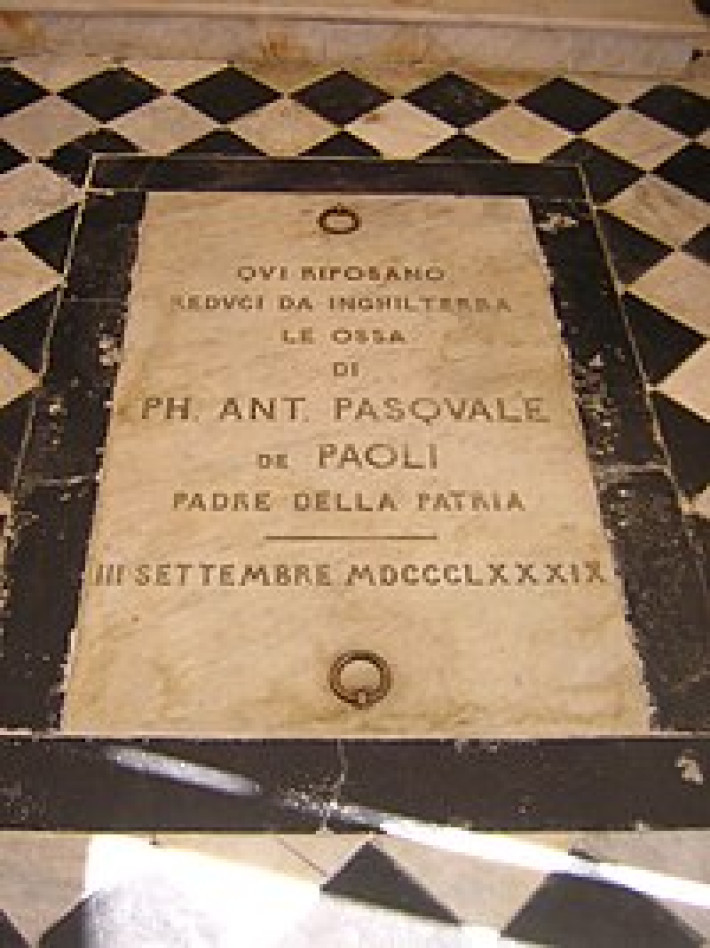 QVI RIPOSANO
REDVCI DA INGHILTERRA
LE OSSA
DI
PH. ANT. PASQVALE
DE PAOLI
PADRE DELLA PATRIA
III SETTEMBRE MDCCCLXXXIX